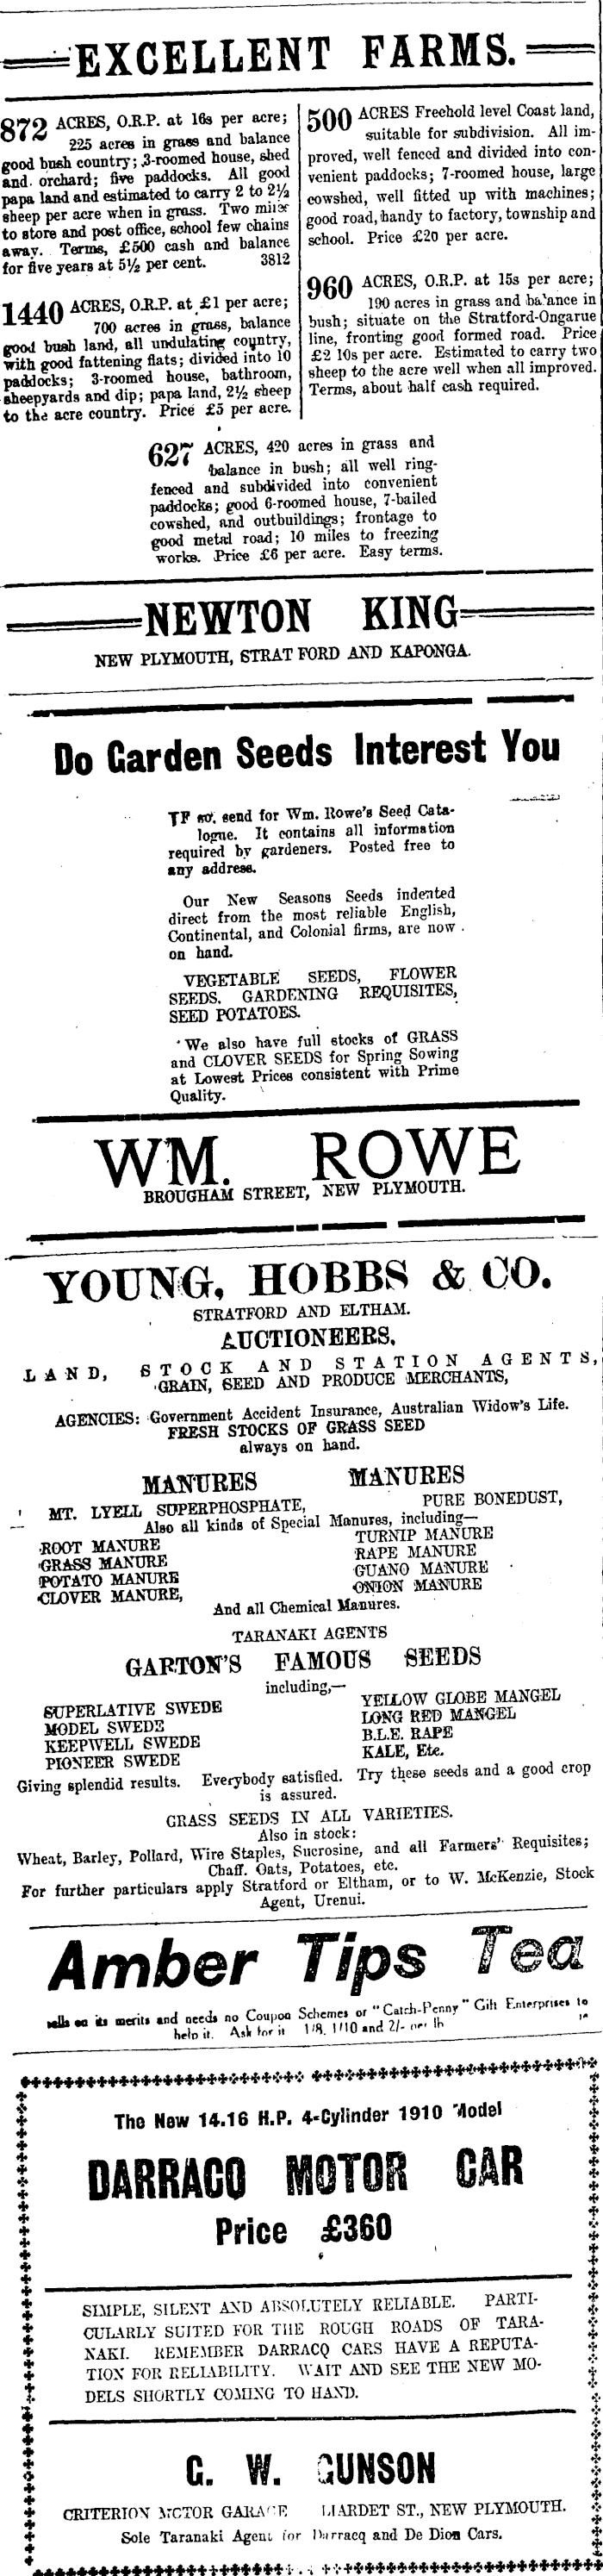 EXCELLENT FARMS.
872 ACRES, O.R.P. at 16s per acre;
225 acres in grass and balance
good bush country; 3-roomed house, shed
and orchard; five paddocks. All good
papa land and estimated to carry 2 to 2½
sheep per acre when in grass. Two miles
to store and post office, school few chains
away. Terms, £500 cash and balance
for five years at 5½ per cent. 3812
1440 ACRES, O.R.P. at £1 per acre;
700 acres in grass, balance
good bush land, all undulating country,
with good fattening flats; divided into 10
paddocks; 3-roomed house, bathroom,
sheepyards and dip; papa land, 2½ sheep
to the acre country. Price £5 per acre.
500 ACRES Freehold level Coast land,
suitable for subdivision. All im-
proved, well fenced and divided into con-
venient paddocks; 7-roomed house, large
cowshed, well fitted up with machines;
good road, handy to factory, township and
school. Price £20 per acre.
960 ACRES, O.R.P. at 15s per acre;
190 acres in grass and balance in
bush; situate on the Stratford-Ongarue
line, fronting good formed road. Price
£2 10s per acre. Estimated to carry two
sheep to the acre well when all improved.
Terms, about half cash required.
627 ACRES, 420 acres in grass and
balance in bush; all well ring-
fenced and subdivided into convenient
paddocks; good 6-roomed house, 7-bailed
cowshed, and outbuildings; frontage to
good metal road; 10 miles to freezing
works. Price £6 per acre. Easy terms.
NEWTON KING
NEW PLYMOUTH, STRATFORD AND KAPONGA.
Do Garden Seeds Interest You
IF so, send for Wm. Rowe's Seed Cata-
logue. It contains all information
required by gardeners. Posted free to
any address.
Our New Seasons Seeds indented
direct from the most reliable English,
Continental, and Colonial firms, are now
on hand.
VEGETABLE SEEDS, FLOWER
SEEDS. GARDENING REQUISITES,
SEED POTATOES.
We also have full stocks of GRASS
and CLOVER SEEDS for Spring Sowing
at Lowest Prices consistent with Prime
Quality.
WM. ROWE
BROUGHAM STREET, NEW PLYMOUTH.
YOUNG, HOBBS & CO.
STRATFORD AND ELTHAM.
AUCTIONEERS,
LAND, STOCK AND STATION AGENTS,
GRAIN, SEED AND PRODUCE MERCHANTS,
AGENCIES: Government Accident Insurance, Australian Widow's Life.
FRESH STOCKS OF GRASS SEED
always on hand.
MANURES MANURES
MT. LYELL SUPERPHOSPHATE, PURE BONEDUST,
Also all kinds of Special Manures, including—
ROOT MANURE TURNIP MANURE
GRASS MANURE RAPE MANURE
POTATO MANURE GUANO MANURE
CLOVER MANURE, ONION MANURE
And all Chemical Manures.
TARANAKI AGENTS
GARTON'S FAMOUS SEEDS
including,—
SUPERLATIVE SWEDE YELLOW GLOBE MANGEL
MODEL SWEDE LONG RED MANGEL
KEEPWELL SWEDE B.L.E. RAPE
PIONEER SWEDE KALE, Etc.
Giving splendid results. Everybody satisfied. Try these seeds and a good crop
is assured.
GRASS SEEDS IN ALL VARIETIES.
Also in stock:
Wheat, Barley, Pollard, Wire Staples, Sucrosine, and all Farmers' Requisites;
Chaff. Oats, Potatoes, etc.
For further particulars apply Stratford or Eltham, or to W. McKenzie, Stock
Agent, Urenui.
Amber Tips Tea
sells on its merits and needs no Coupon Schemes or "Catch-Penny" Gift Enterprises to
help it. Ask for it 1/8, 1/10 and 2/- per lb
The New 14.16 H.P. 4-Cylinder 1910 Model
DARRACQ MOTOR CAR
Price £360
SIMPLE, SILENT AND ABSOLUTELY RELIABLE. PARTI-
CULARLY SUITED FOR THE ROUGH ROADS OF TARA-
NAKI. REMEMBER DARRACQ CARS HAVE A REPUTA-
TION FOR RELIABILITY. WAIT AND SEE THE NEW MO-
DELS SHORTLY COMING TO HAND.
G. W. GUNSON
CRITERION MOTOR GARAGE LIARDET ST., NEW PLYMOUTH.
Sole Taranaki Agent for Darracq and De Dion Cars.